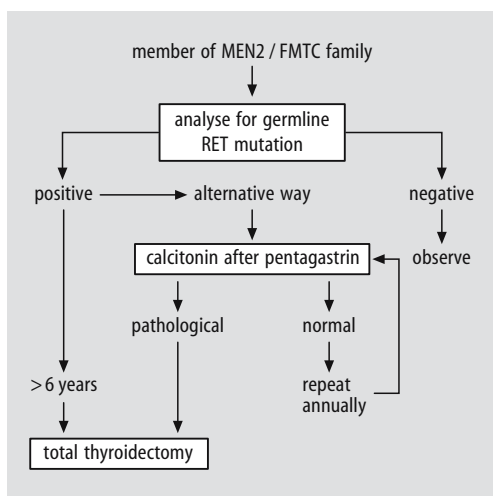 member of MEN2 / FMTC family
analyse for germline
RET mutation
positive
alternative way
negative
calcitonin after pentagastrin
observe
pathological
normal
>6 years
repeat
annually
total thyroidectomy